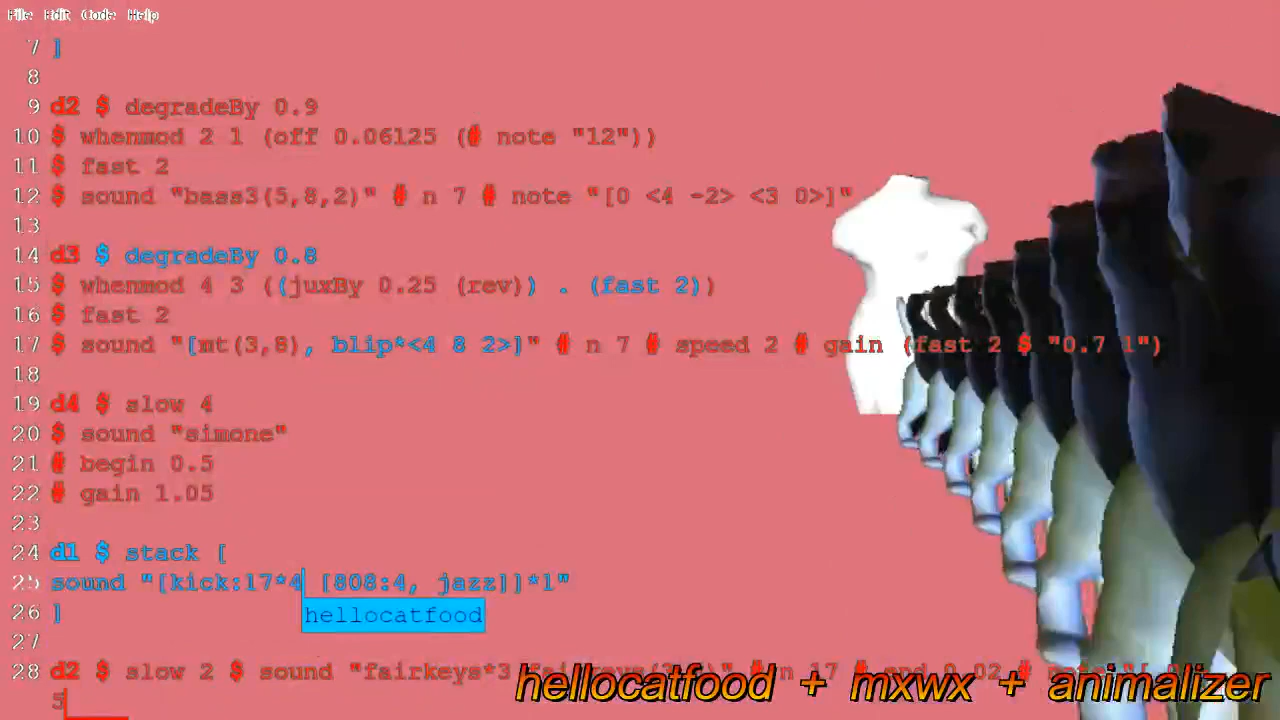 File Edit Code Help
7 ]
8
9 d2 $ degradeBy 0.9
10 $ whenmod 2 1 (off 0.06125 (# note "12"))
11 $ fast 2
12 $ sound "bass3(5,8,2)" # n 7 # note "[0 <4 -2> <3 0>]"
13
14 d3 $ degradeBy 0.8
15 $ whenmod 4 3 ((juxBy 0.25 (rev)) . (fast 2))
16 $ fast 2
17 $ sound "[mt(3,8), blip*<4 8 2>]" # n 7 # speed 2 # gain (fast 2 $ "0.7 1")
18
19 d4 $ slow 4
20 $ sound "simone"
21 # begin 0.5
22 # gain 1.05
23
24 d1 $ stack [
25 sound "[kick:17*4 [808:4, jazz]]*1"
26 ]
hellocatfood
27
28 d2 $ slow 2 $ sound "fairkeys*3 # n 17 # end 0.02 #
5
hellocatfood + mxwx + animalizer